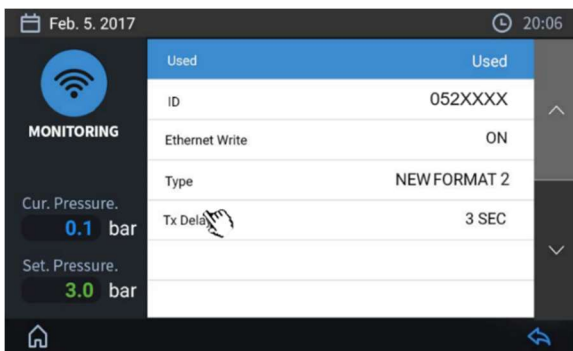 Feb. 5. 2017
20:06
MONITORING
Cur. Pressure.
0.1 bar
Set. Pressure.
3.0 bar
Used Used
ID 052XXXX
Ethernet Write ON
Type NEW FORMAT 2
Tx Dela 3 SEC